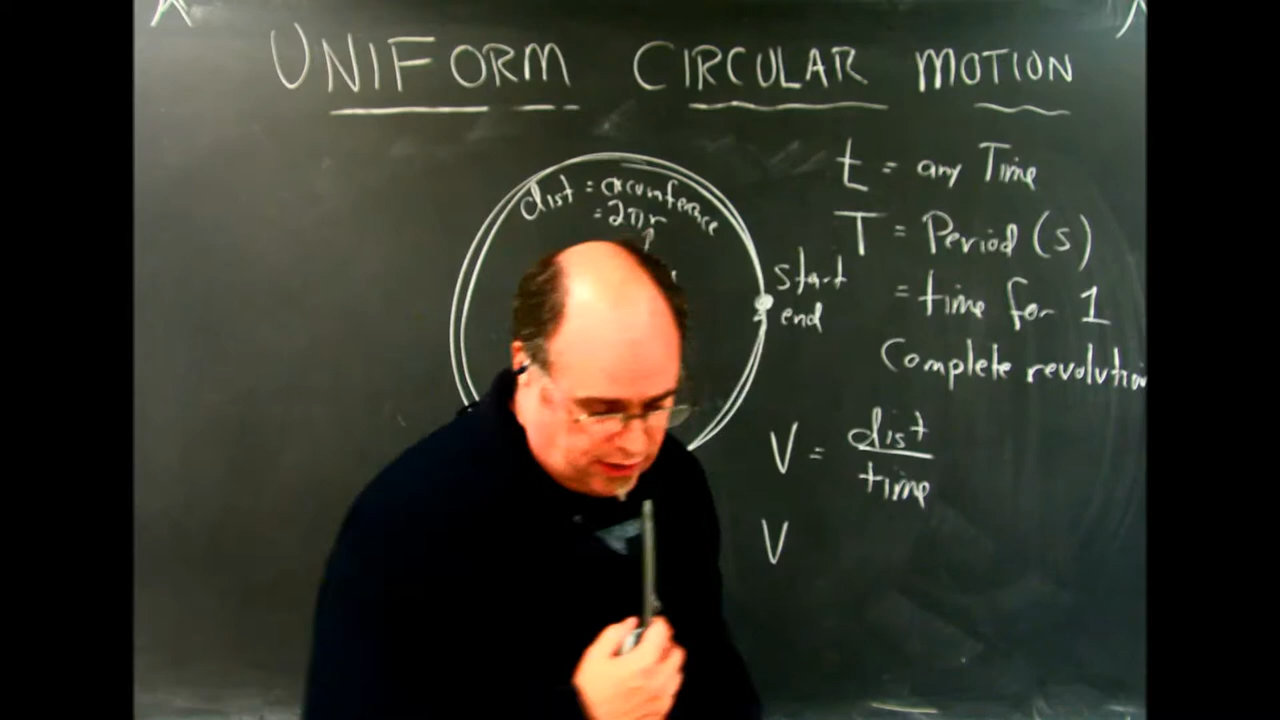 UNIFORM CIRCULAR MOTION
dist = circumference
= 2πr
start
end
t = any Time
T = Period (s)
= time for 1
Complete revolution
V = dist
time
V